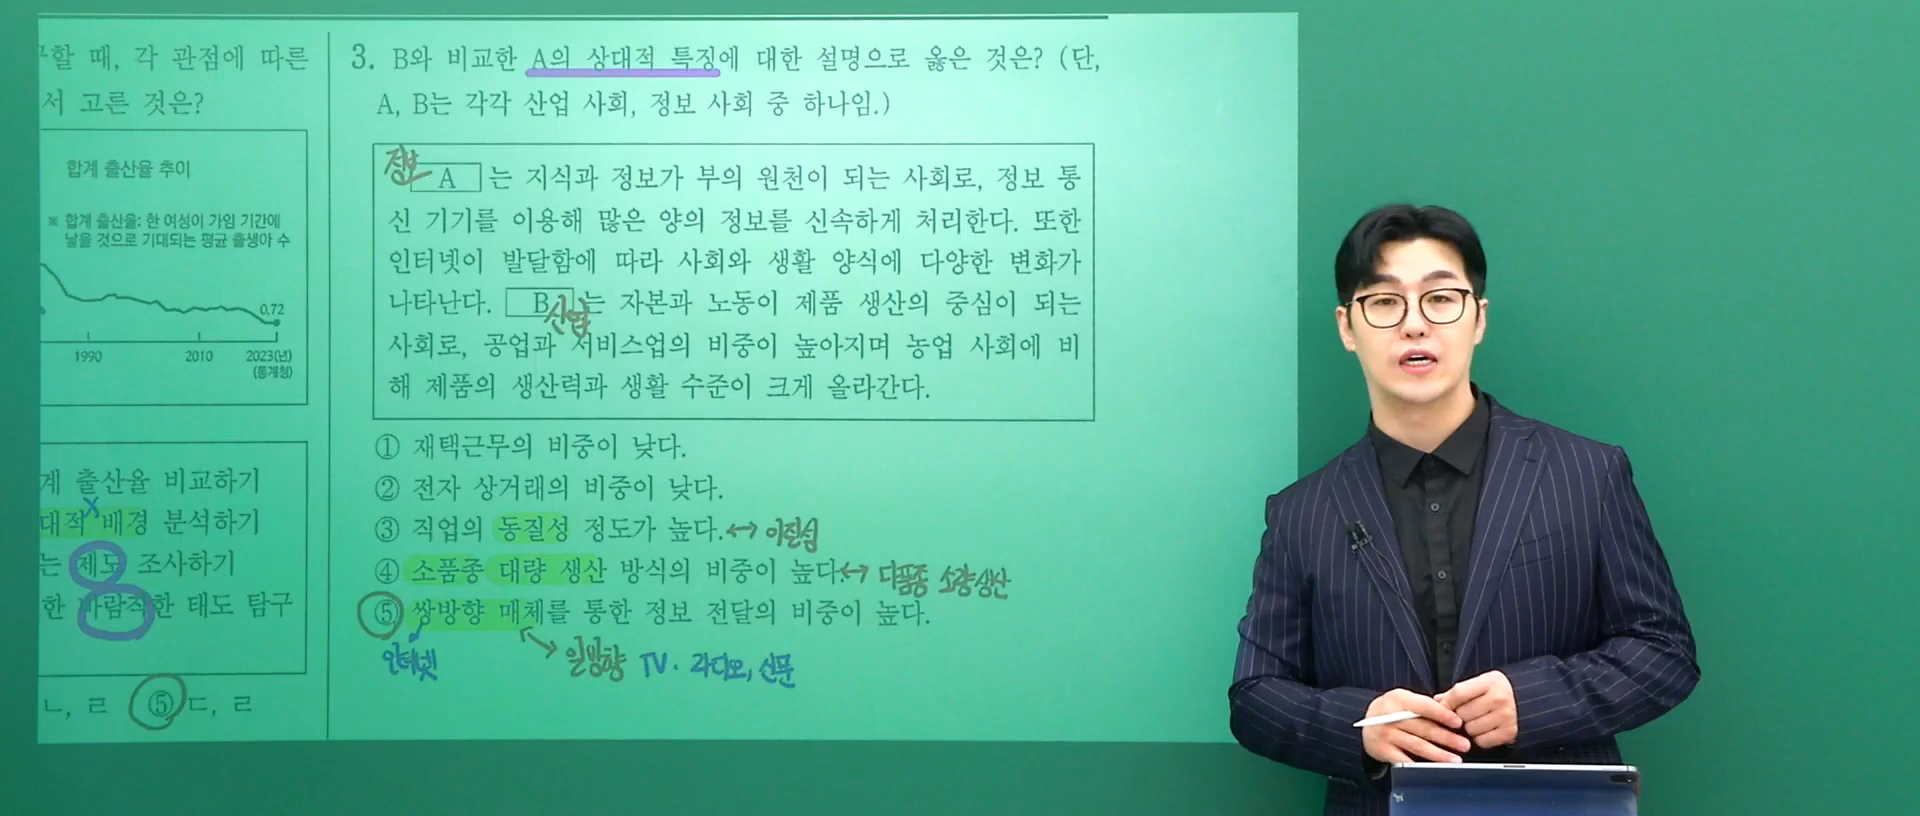 할 때, 각 관점에 따른
서 고른 것은?
합계 출산율 추이
※ 합계 출산율: 한 여성이 가임 기간에
낳을 것으로 기대되는 평균 출생아 수
0.72
1990 2010 2023(년)
(통계청)
계 출산율 비교하기
X
대적 배경 분석하기
는 제도 조사하기
한 바람직한 태도 탐구
ㄴ, ㄹ ⑤ ㄷ, ㄹ
3. B와 비교한 A의 상대적 특징에 대한 설명으로 옳은 것은? (단,
A, B는 각각 산업 사회, 정보 사회 중 하나임.)
정보
A 는 지식과 정보가 부의 원천이 되는 사회로, 정보 통
신 기기를 이용해 많은 양의 정보를 신속하게 처리한다. 또한
인터넷이 발달함에 따라 사회와 생활 양식에 다양한 변화가
나타난다. B 는 자본과 노동이 제품 생산의 중심이 되는
산업
사회로, 공업과 서비스업의 비중이 높아지며 농업 사회에 비
해 제품의 생산력과 생활 수준이 크게 올라간다.
① 재택근무의 비중이 낮다.
② 전자 상거래의 비중이 낮다.
③ 직업의 동질성 정도가 높다. ↔ 이질성
④ 소품종 대량 생산 방식의 비중이 높다 ↔ 다품종 소량생산
⑤ 쌍방향 매체를 통한 정보 전달의 비중이 높다.
인터넷 ↔ 일방향 TV. 라디오, 신문